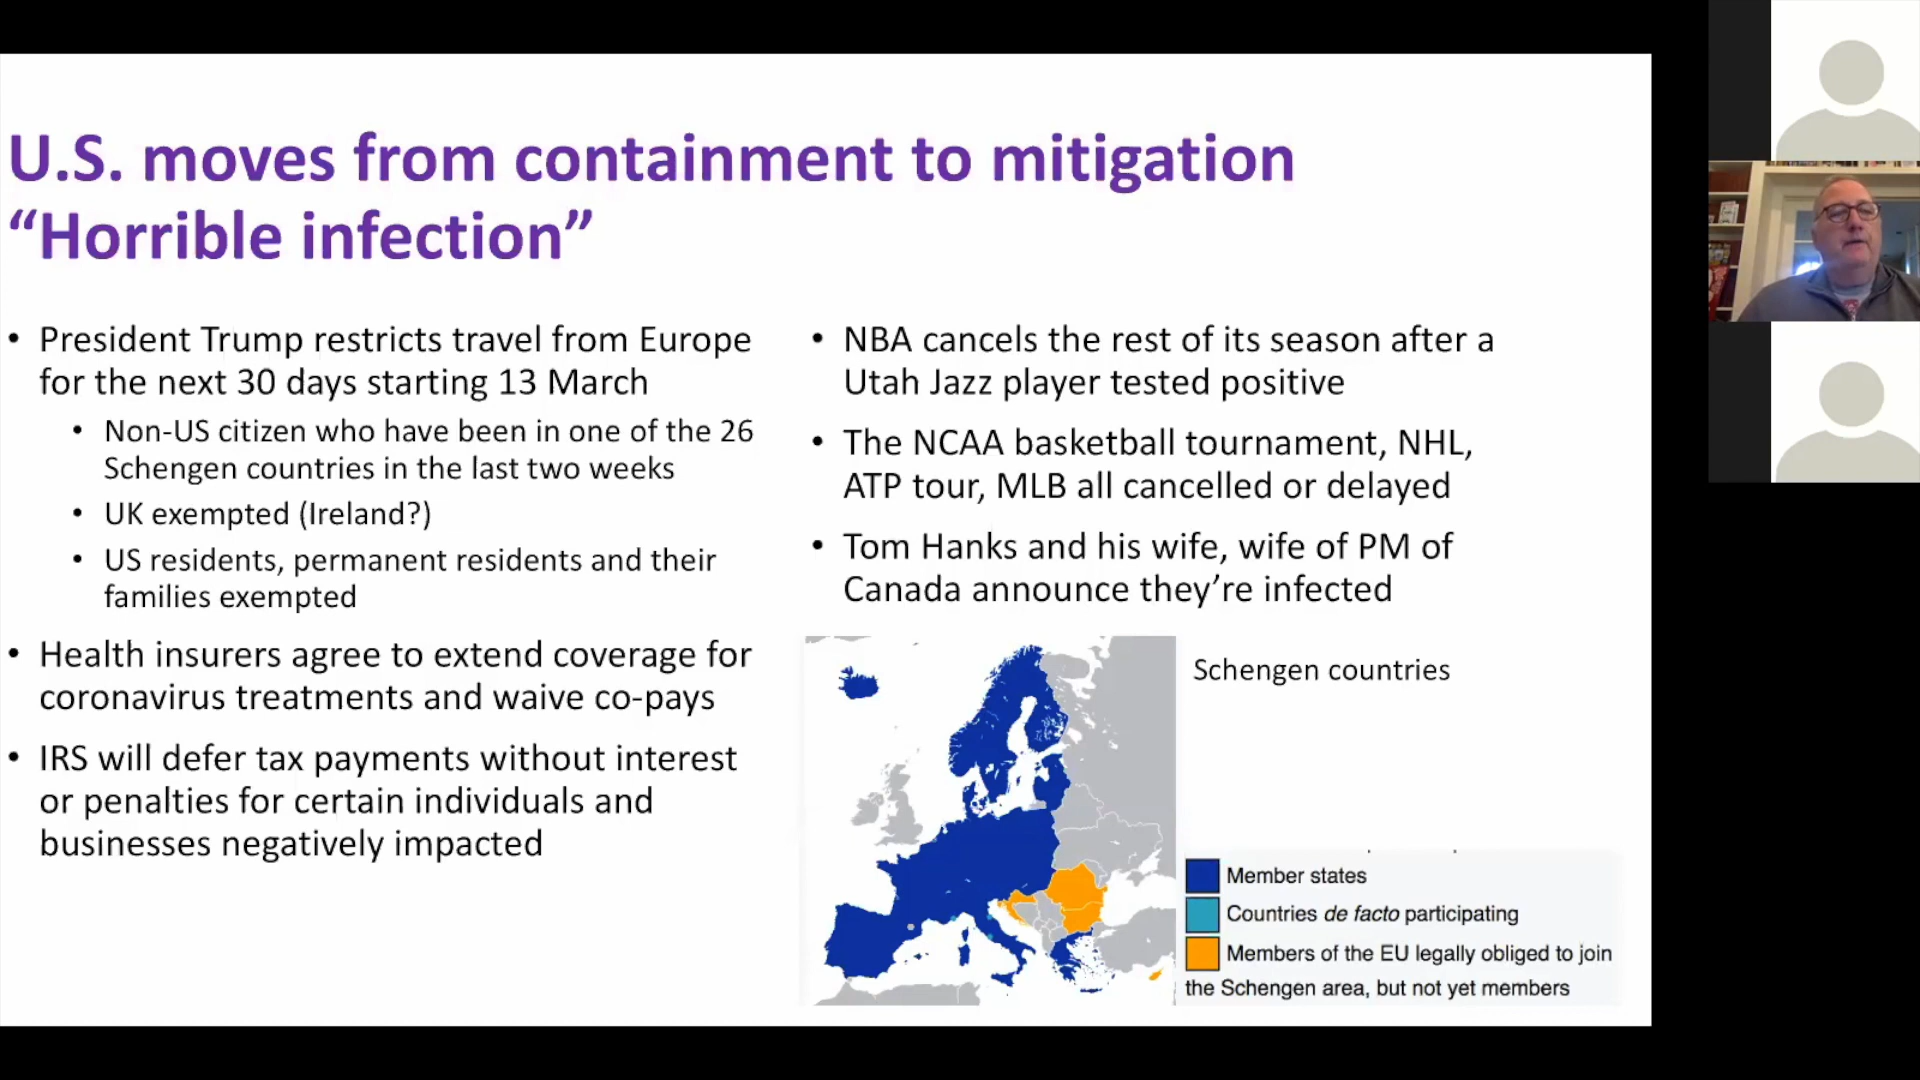 U.S. moves from containment to mitigation
“Horrible infection”
• President Trump restricts travel from Europe
for the next 30 days starting 13 March
• Non-US citizen who have been in one of the 26
Schengen countries in the last two weeks
• UK exempted (Ireland?)
• US residents, permanent residents and their
families exempted
• Health insurers agree to extend coverage for
coronavirus treatments and waive co-pays
• IRS will defer tax payments without interest
or penalties for certain individuals and
businesses negatively impacted
• NBA cancels the rest of its season after a
Utah Jazz player tested positive
• The NCAA basketball tournament, NHL,
ATP tour, MLB all cancelled or delayed
• Tom Hanks and his wife, wife of PM of
Canada announce they’re infected
Schengen countries
Member states
Countries de facto participating
Members of the EU legally obliged to join
the Schengen area, but not yet members